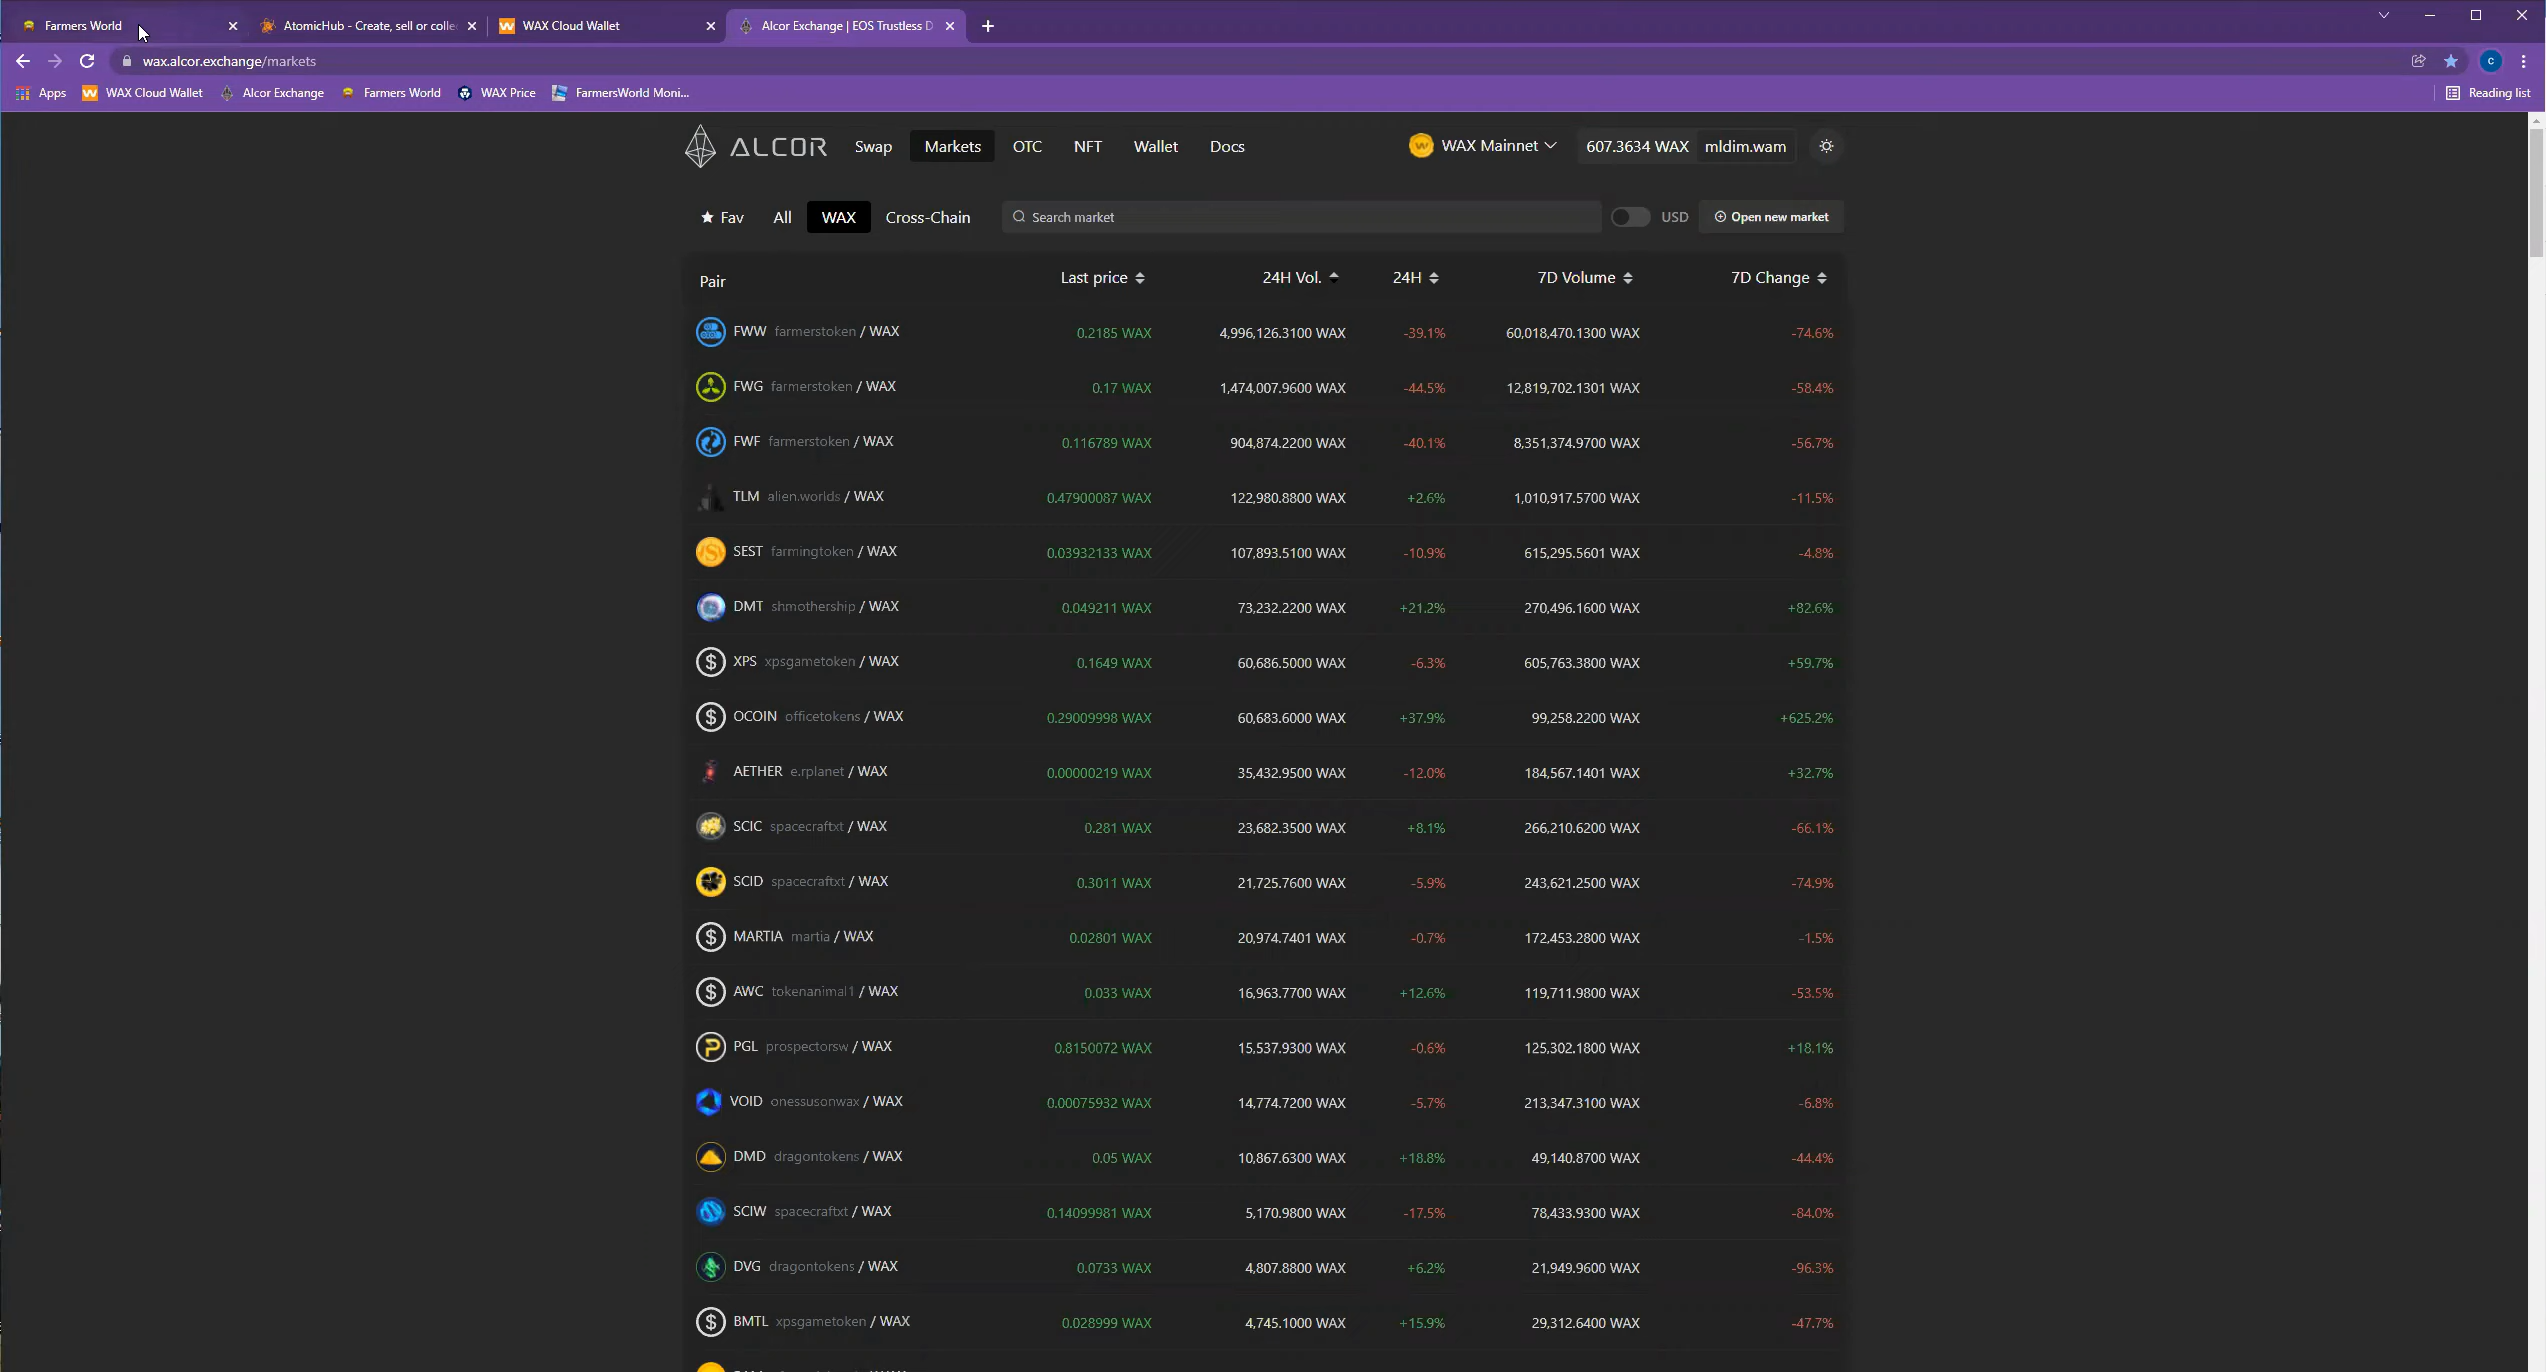 Farmers World
AtomicHub - Create, sell or colle
WAX Cloud Wallet
Alcor Exchange | EOS Trustless D
wax.alcor.exchange/markets
C
Apps
WAX Cloud Wallet
Alcor Exchange
Farmers World
WAX Price
FarmersWorld Moni...
Reading list
ALCOR
Swap
Markets
OTC
NFT
Wallet
Docs
WAX Mainnet
607.3634 WAX
mldim.wam
Fav
All
WAX
Cross-Chain
Search market
USD
Open new market
Pair Last price 24H Vol. 24H 7D Volume 7D Change
FWW farmerstoken / WAX 0.2185 WAX 4,996,126.3100 WAX -39.1% 60,018,470.1300 WAX -74.6%
FWG farmerstoken / WAX 0.17 WAX 1,474,007.9600 WAX -44.5% 12,819,702.1301 WAX -58.4%
FWF farmerstoken / WAX 0.116789 WAX 904,874.2200 WAX -40.1% 8,351,374.9700 WAX -56.7%
TLM alien.worlds / WAX 0.47900087 WAX 122,980.8800 WAX +2.6% 1,010,917.5700 WAX -11.5%
SEST farmingtoken / WAX 0.03932133 WAX 107,893.5100 WAX -10.9% 615,295.5601 WAX -4.8%
DMT shmothership / WAX 0.049211 WAX 73,232.2200 WAX +21.2% 270,496.1600 WAX +82.6%
XPS xpsgametoken / WAX 0.1649 WAX 60,686.5000 WAX -6.3% 605,763.3800 WAX +59.7%
OCOIN officetokens / WAX 0.29009998 WAX 60,683.6000 WAX +37.9% 99,258.2200 WAX +625.2%
AETHER e.rplanet / WAX 0.00000219 WAX 35,432.9500 WAX -12.0% 184,567.1401 WAX +32.7%
SCIC spacecraftxt / WAX 0.281 WAX 23,682.3500 WAX +8.1% 266,210.6200 WAX -66.1%
SCID spacecraftxt / WAX 0.3011 WAX 21,725.7600 WAX -5.9% 243,621.2500 WAX -74.9%
MARTIA martia / WAX 0.02801 WAX 20,974.7401 WAX -0.7% 172,453.2800 WAX -1.5%
AWC tokenanimal1 / WAX 0.033 WAX 16,963.7700 WAX +12.6% 119,711.9800 WAX -53.5%
PGL prospectorsw / WAX 0.8150072 WAX 15,537.9300 WAX -0.6% 125,302.1800 WAX +18.1%
VOID onessusonwax / WAX 0.00075932 WAX 14,774.7200 WAX -5.7% 213,347.3100 WAX -6.8%
DMD dragontokens / WAX 0.05 WAX 10,867.6300 WAX +18.8% 49,140.8700 WAX -44.4%
SCIW spacecraftxt / WAX 0.14099981 WAX 5,170.9800 WAX -17.5% 78,433.9300 WAX -84.0%
DVG dragontokens / WAX 0.0733 WAX 4,807.8800 WAX +6.2% 21,949.9600 WAX -96.3%
BMTL xpsgametoken / WAX 0.028999 WAX 4,745.1000 WAX +15.9% 29,312.6400 WAX -47.7%